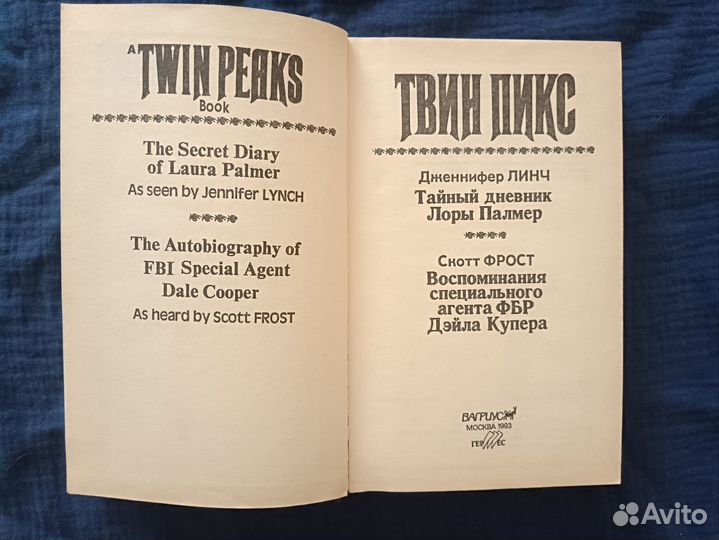 A
TWIN PEAKS
Book
The Secret Diary
of Laura Palmer
As seen by Jennifer LYNCH
The Autobiography of
FBI Special Agent
Dale Cooper
As heard by Scott FROST
ТВИН ПИКС
Дженнифер ЛИНЧ
Тайный дневник
Лоры Палмер
Скотт ФРОСТ
Воспоминания
специального
агента ФБР
Дэйла Купера
ВАГРИУС
МОСКВА 1993
ГЕРМЕС
Avito